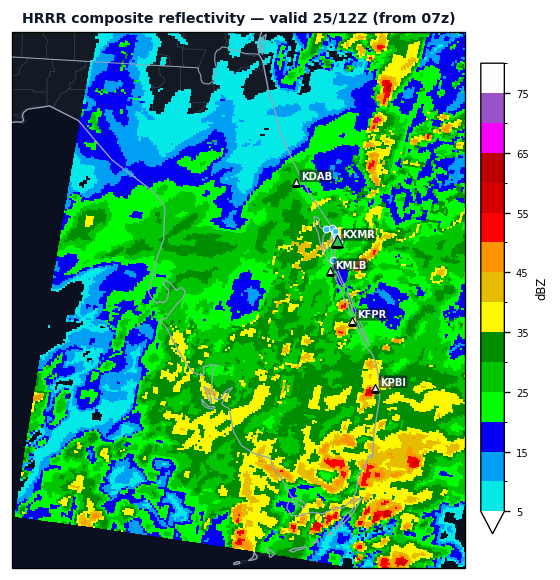 HRRR composite reflectivity — valid 25/12Z (from 07z)
KDAB
KXMR
KMLB
KFPR
KPBI
75
65
55
45
35
25
15
5
dBZ